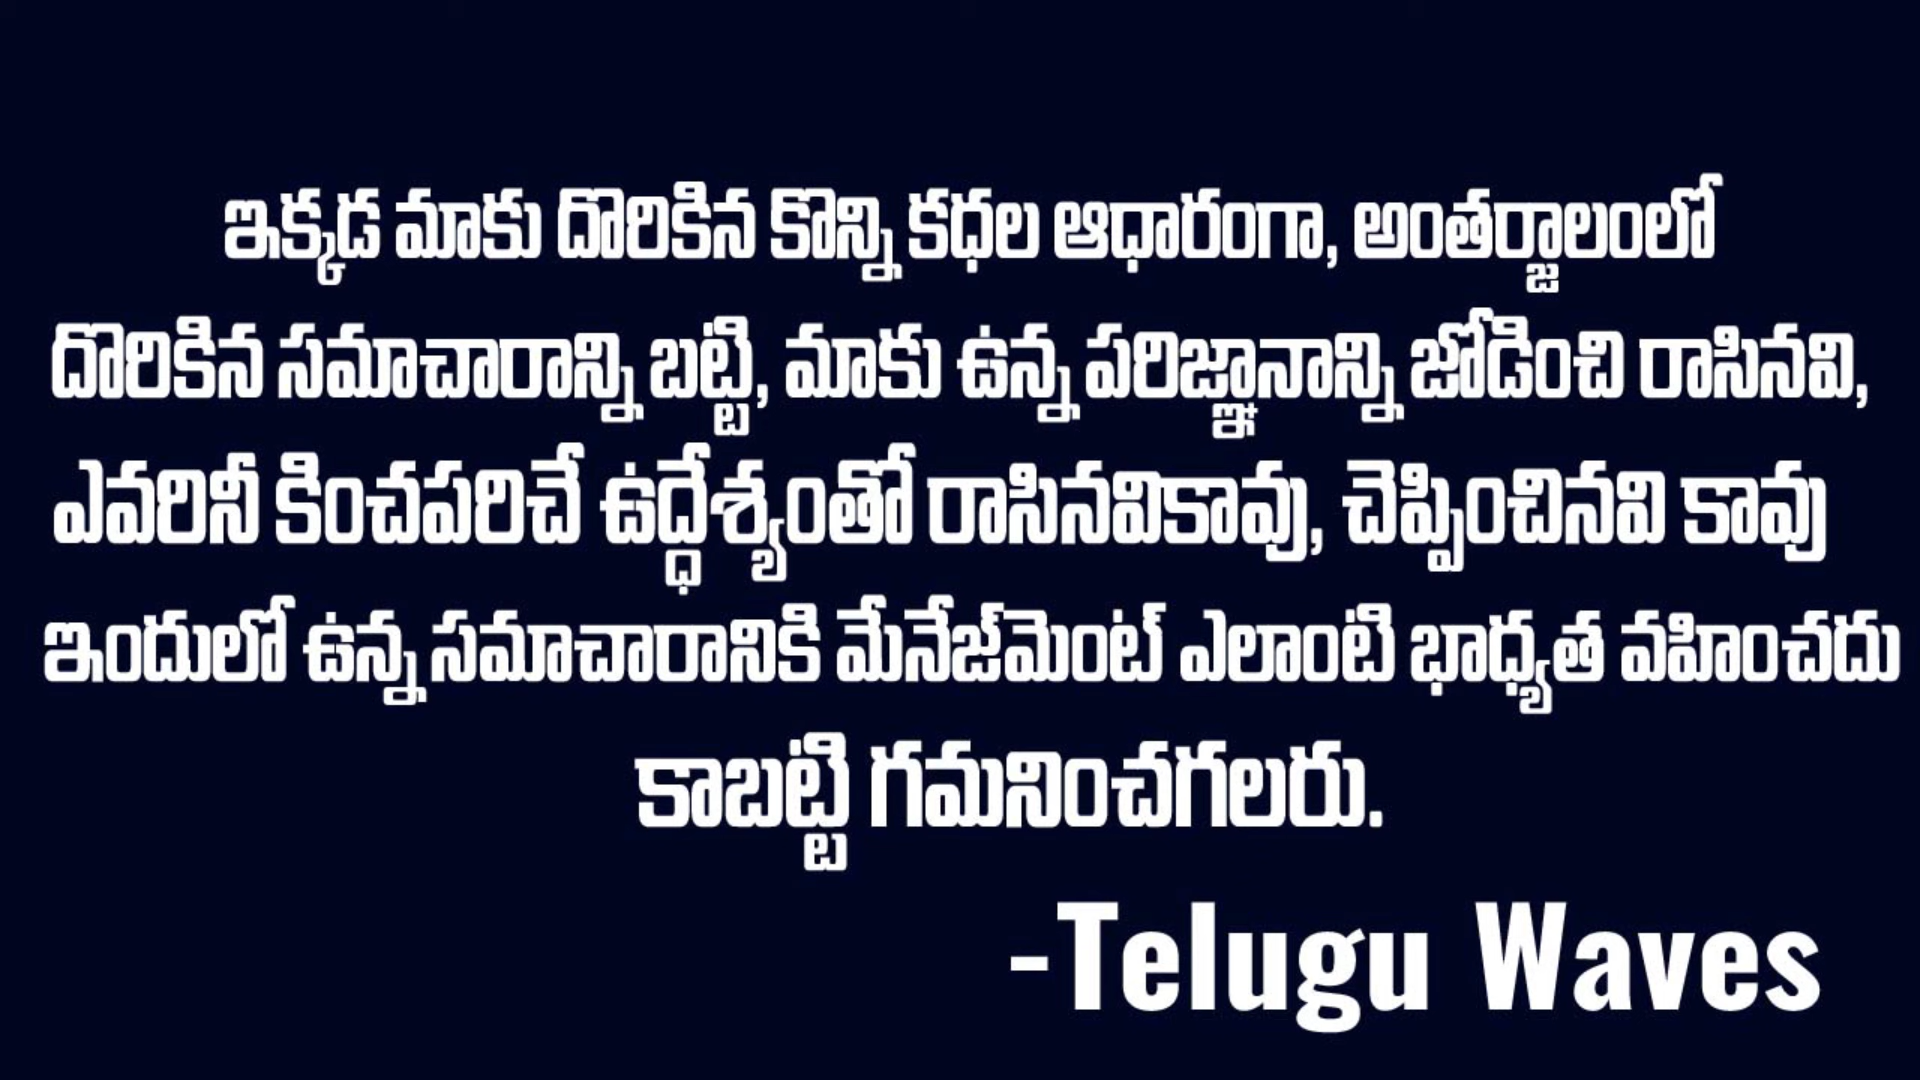 ఇక్కడ మాకు దొరికిన కొన్ని కధల ఆధారంగా, అంతర్జాలంలో
దొరికిన సమాచారాన్ని బట్టి, మాకు ఉన్న పరిజ్ఞానాన్ని జోడించి రాసినవి,
ఎవరినీ కించపరిచే ఉద్ధేశ్యంతో రాసినవికావు, చెప్పించినవి కావు
ఇందులో ఉన్న సమాచారానికి మేనేజ్‌మెంట్ ఎలాంటి భాధ్యత వహించదు
కాబట్టి గమనించగలరు.
-Telugu Waves